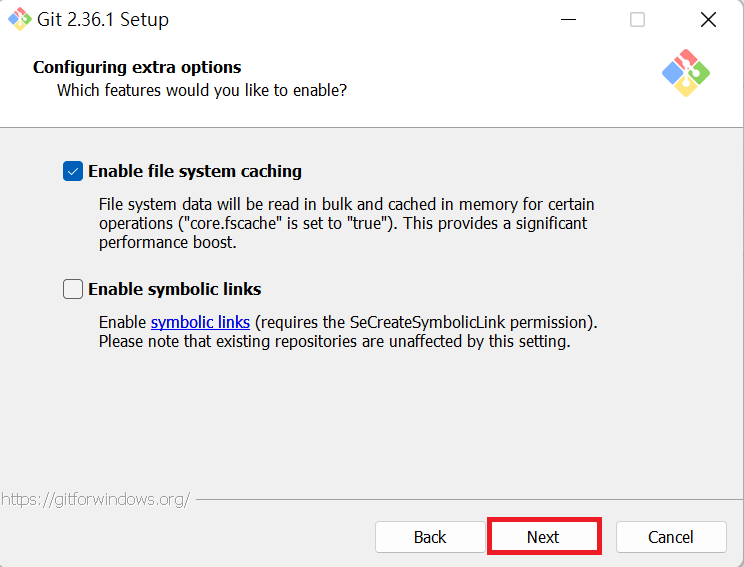 Git 2.36.1 Setup
Configuring extra options
Which features would you like to enable?
Enable file system caching
File system data will be read in bulk and cached in memory for certain
operations ("core.fscache" is set to "true"). This provides a significant
performance boost.
Enable symbolic links
Enable symbolic links (requires the SeCreateSymbolicLink permission).
Please note that existing repositories are unaffected by this setting.
https://gitforwindows.org/
Back Next Cancel